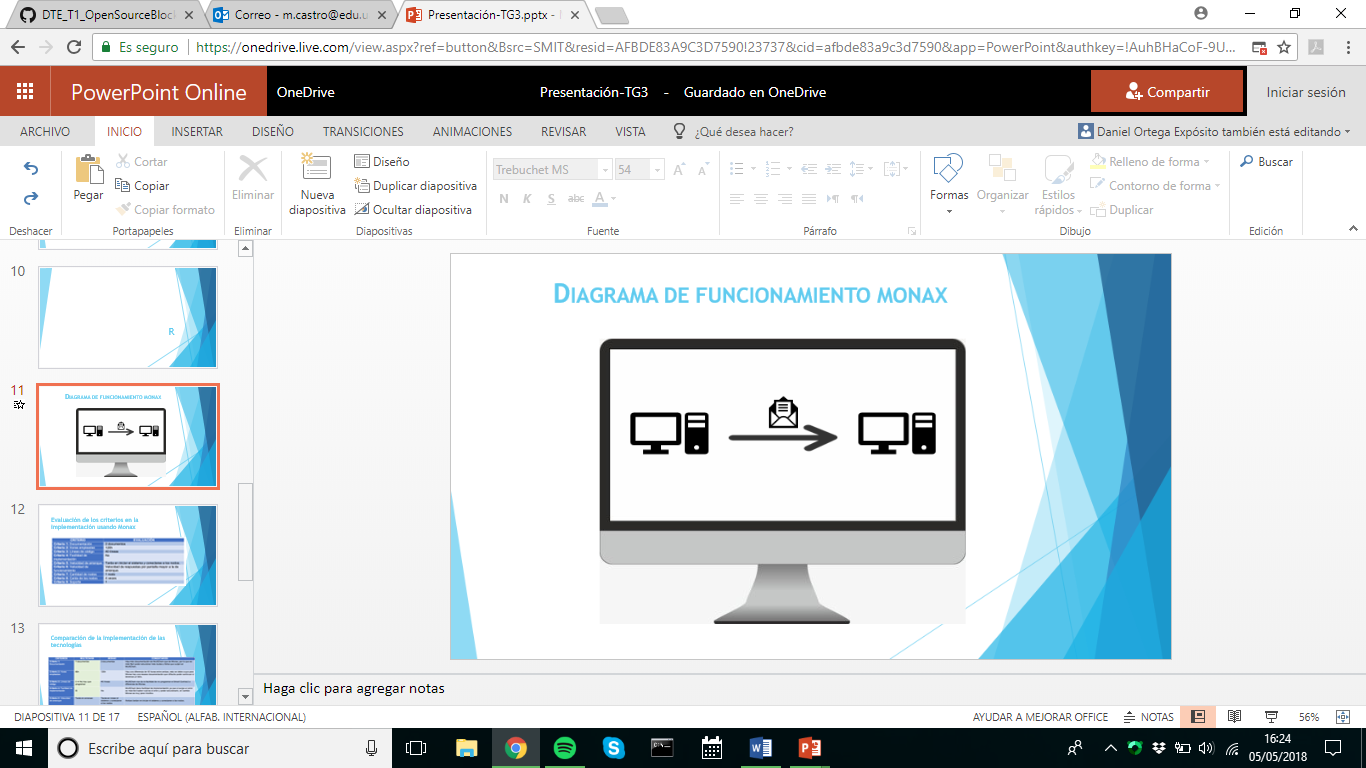 DTE_T1_OpenSourceBlock
Correo - m.castro@edu.u
Presentación-TG3.pptx -
Es seguro
https://onedrive.live.com/view.aspx?ref=button&Bsrc=SMIT&resid=AFBDE83A9C3D7590!23737&cid=afbde83a9c3d7590&app=PowerPoint&authkey=!AuhBHaCoF-9U...
PowerPoint Online
OneDrive
Presentación-TG3 - Guardado en OneDrive
Compartir
Iniciar sesión
ARCHIVO INICIO INSERTAR DISEÑO TRANSICIONES ANIMACIONES REVISAR VISTA ¿Qué desea hacer?
Daniel Ortega Expósito también está editando
Deshacer
Pegar
Cortar
Copiar
Copiar formato
Portapapeles
Eliminar
Eliminar
Nueva
diapositiva
Diseño
Duplicar diapositiva
Ocultar diapositiva
Diapositivas
Trebuchet MS 54
N K S abc A
Fuente
Párrafo
Formas
Organizar
Estilos
rápidos
Relleno de forma
Contorno de forma
Duplicar
Dibujo
Buscar
Edición
10
R
11
DIAGRAMA DE FUNCIONAMIENTO MONAX
12
Evaluación de los criterios en la
implementación usando Monax
13
Comparación de la implementación de las
tecnologías
DIAGRAMA DE FUNCIONAMIENTO MONAX
Haga clic para agregar notas
DIAPOSITIVA 11 DE 17
ESPAÑOL (ALFAB. INTERNACIONAL)
AYUDAR A MEJORAR OFFICE
NOTAS
56%
Escribe aquí para buscar
16:24
05/05/2018